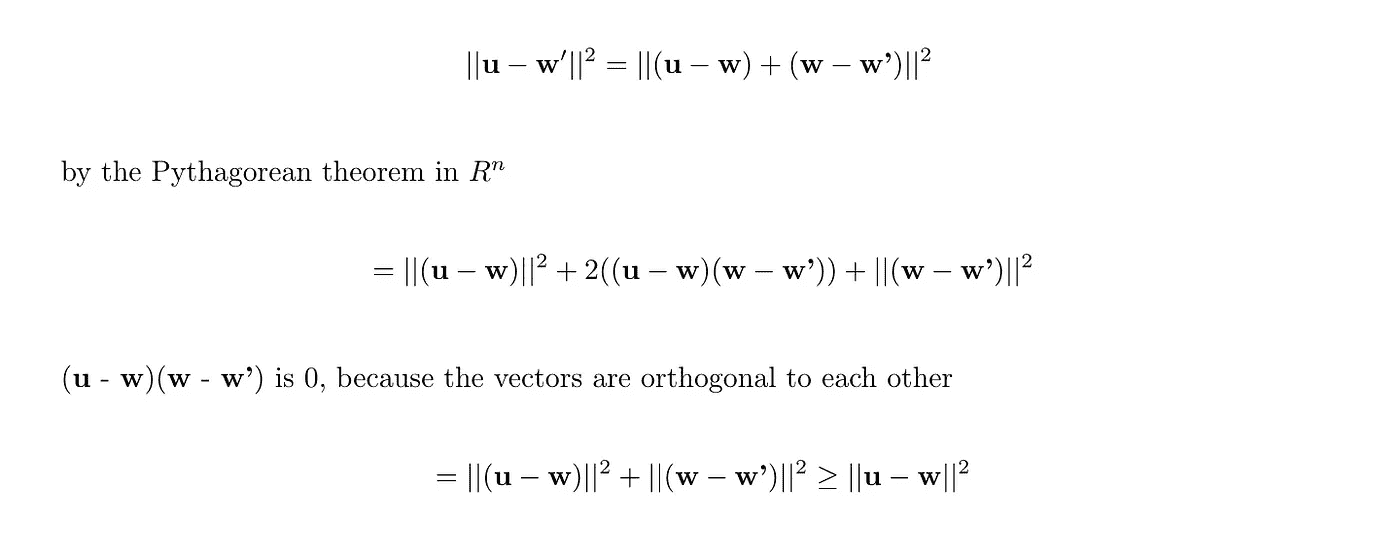 ||u − w′||² = ||(u − w) + (w − w’)||²
by the Pythagorean theorem in Rⁿ
= ||(u − w)||² + 2((u − w)(w − w’)) + ||(w − w’)||²
(u - w)(w - w’) is 0, because the vectors are orthogonal to each other
= ||(u − w)||² + ||(w − w’)||² ≥ ||u − w||²